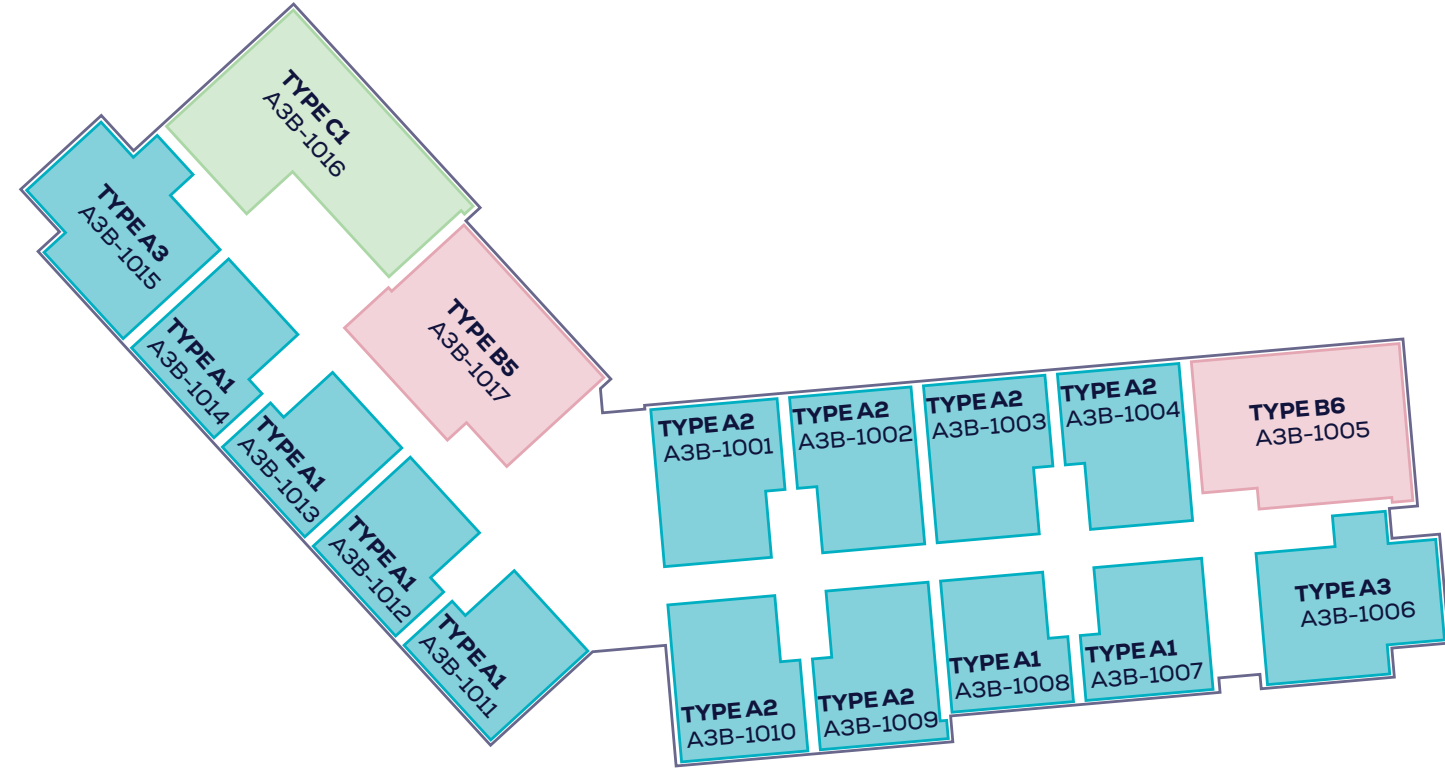 TYPE C1
A3B-1016
TYPE A3
A3B-1015
TYPE A1
A3B-1014
TYPE B5
A3B-1017
TYPE A1
A3B-1013
TYPE A1
A3B-1012
TYPE A1
A3B-1011
TYPE A2
A3B-1001
TYPE A2
A3B-1002
TYPE A2
A3B-1003
TYPE A2
A3B-1004
TYPE B6
A3B-1005
TYPE A3
A3B-1006
TYPE A1
A3B-1007
TYPE A1
A3B-1008
TYPE A2
A3B-1009
TYPE A2
A3B-1010